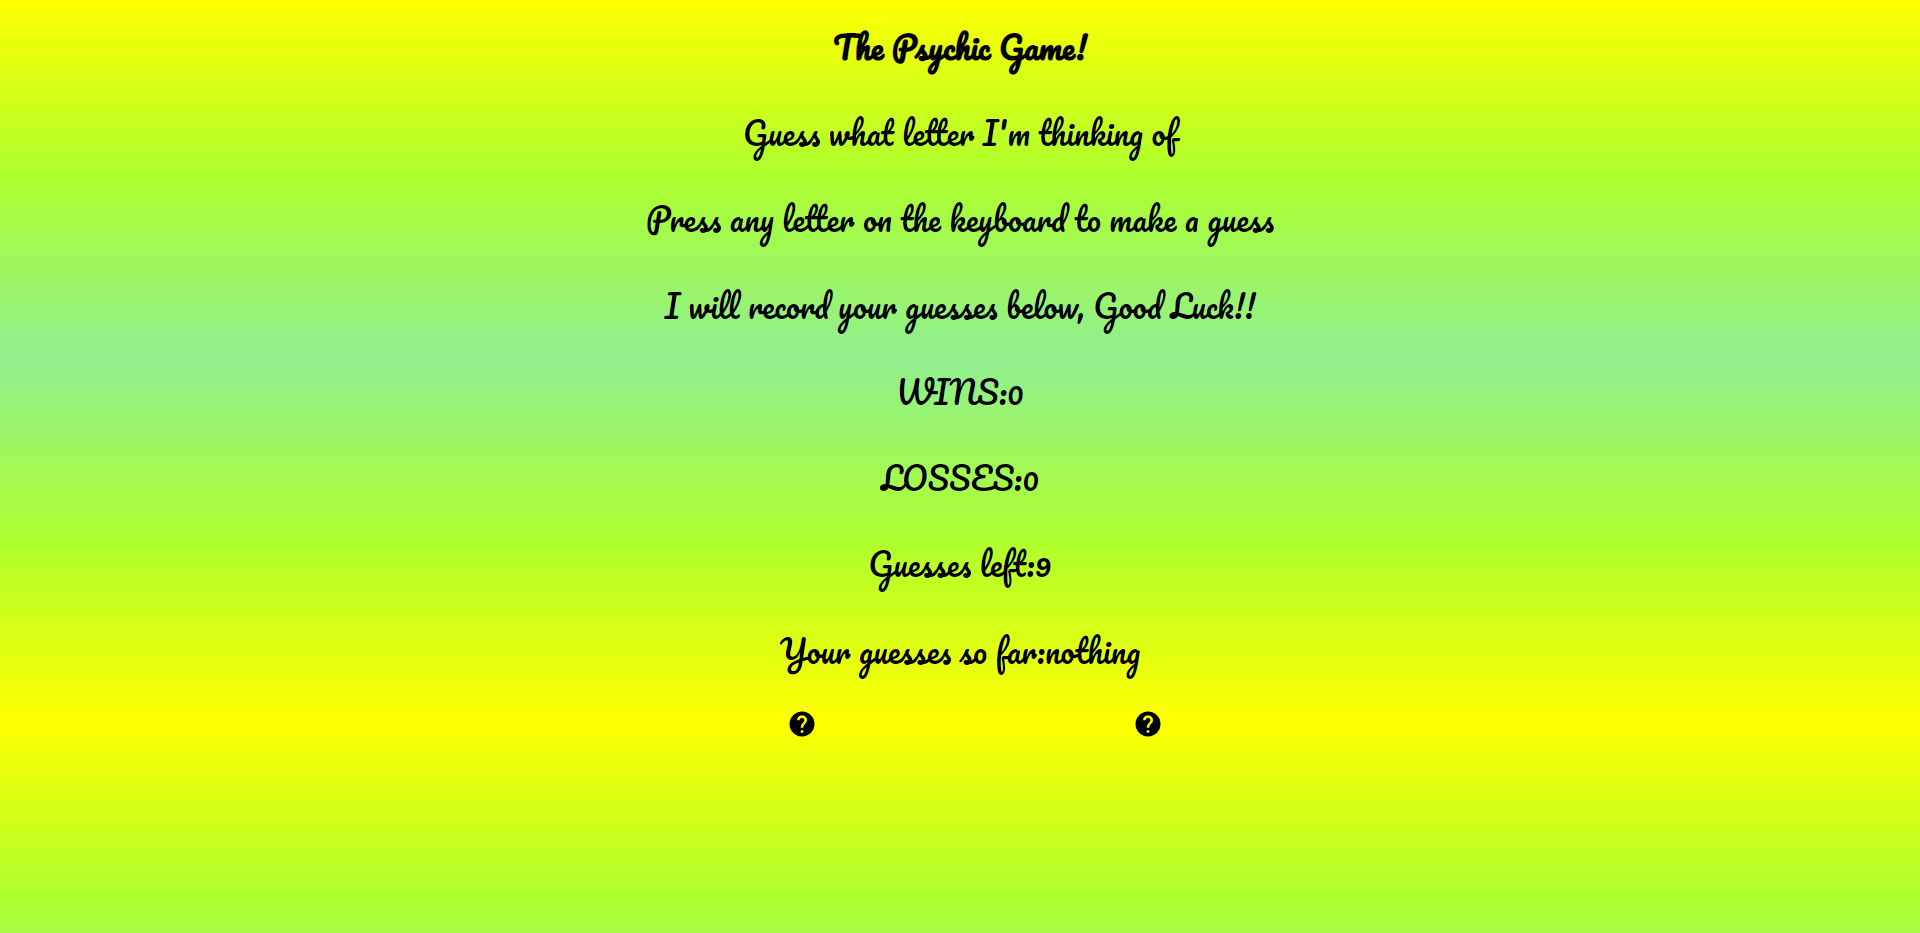 The Psychic Game!
Guess what letter I'm thinking of
Press any letter on the keyboard to make a guess
I will record your guesses below, Good Luck!!
WINS:0
LOSSES:0
Guesses left:9
Your guesses so far:nothing
? ?